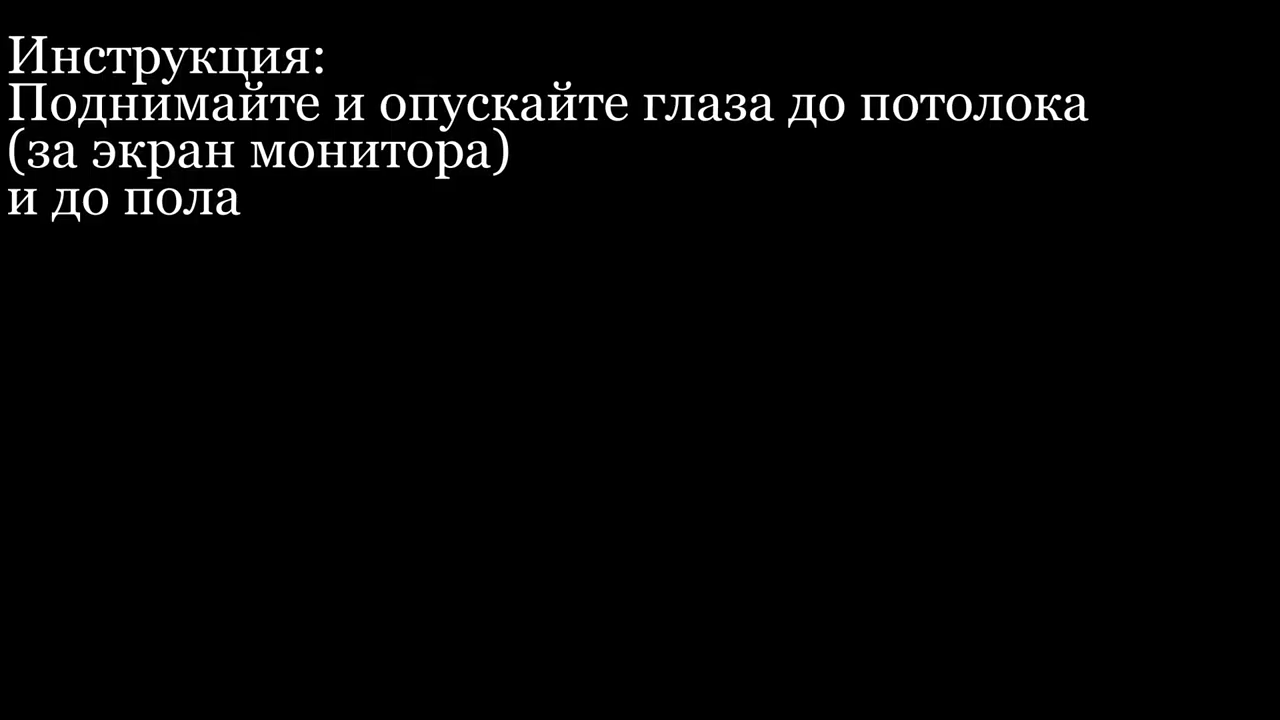 Инструкция:
Поднимайте и опускайте глаза до потолока
(за экран монитора)
и до пола